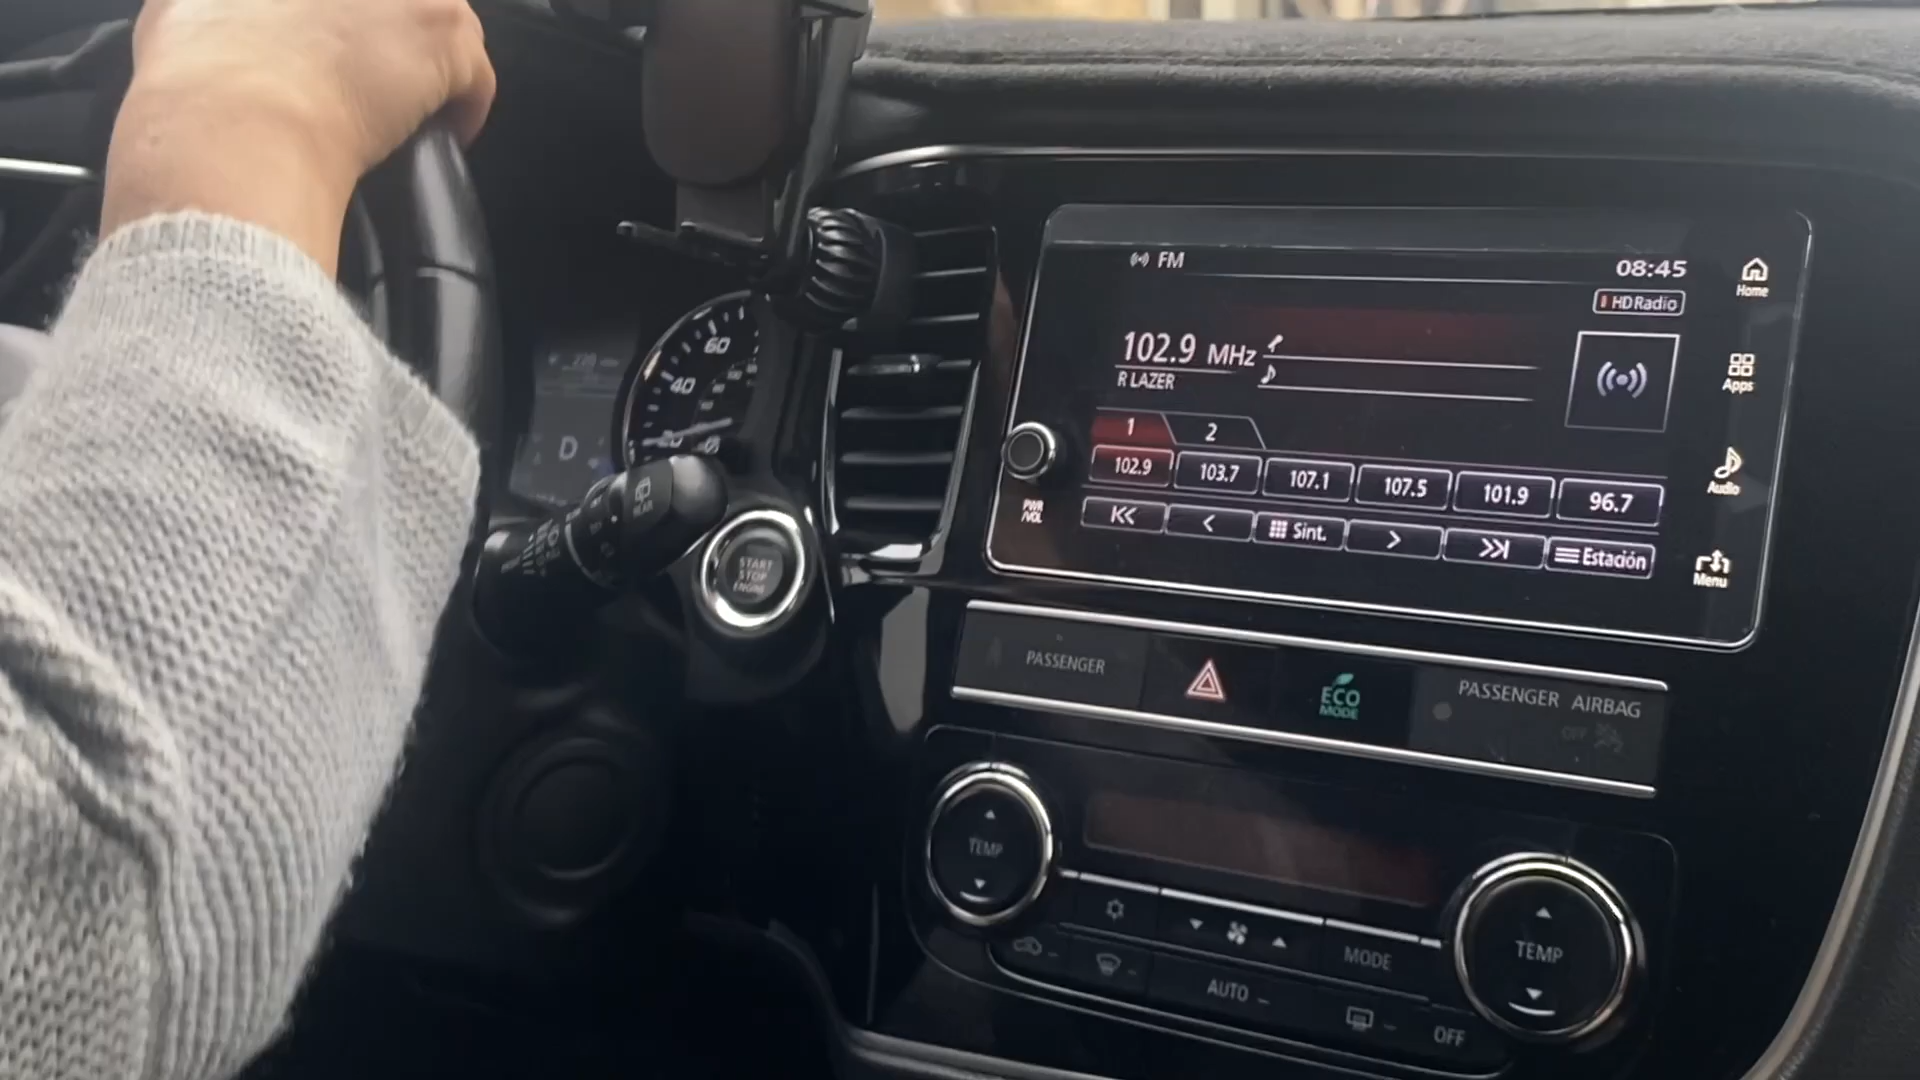 FM
08:45
HD Radio
Home
102.9 MHz
R LAZER
Apps
1 2
102.9 103.7 107.1 107.5 101.9 96.7
Sint. Estación
Audio
Menu
PWR
/VOL
60
40
20
D
REAR
START
STOP
ENGINE
PASSENGER
ECO
MODE
PASSENGER AIRBAG
OFF
TEMP
TEMP
MODE
AUTO
OFF